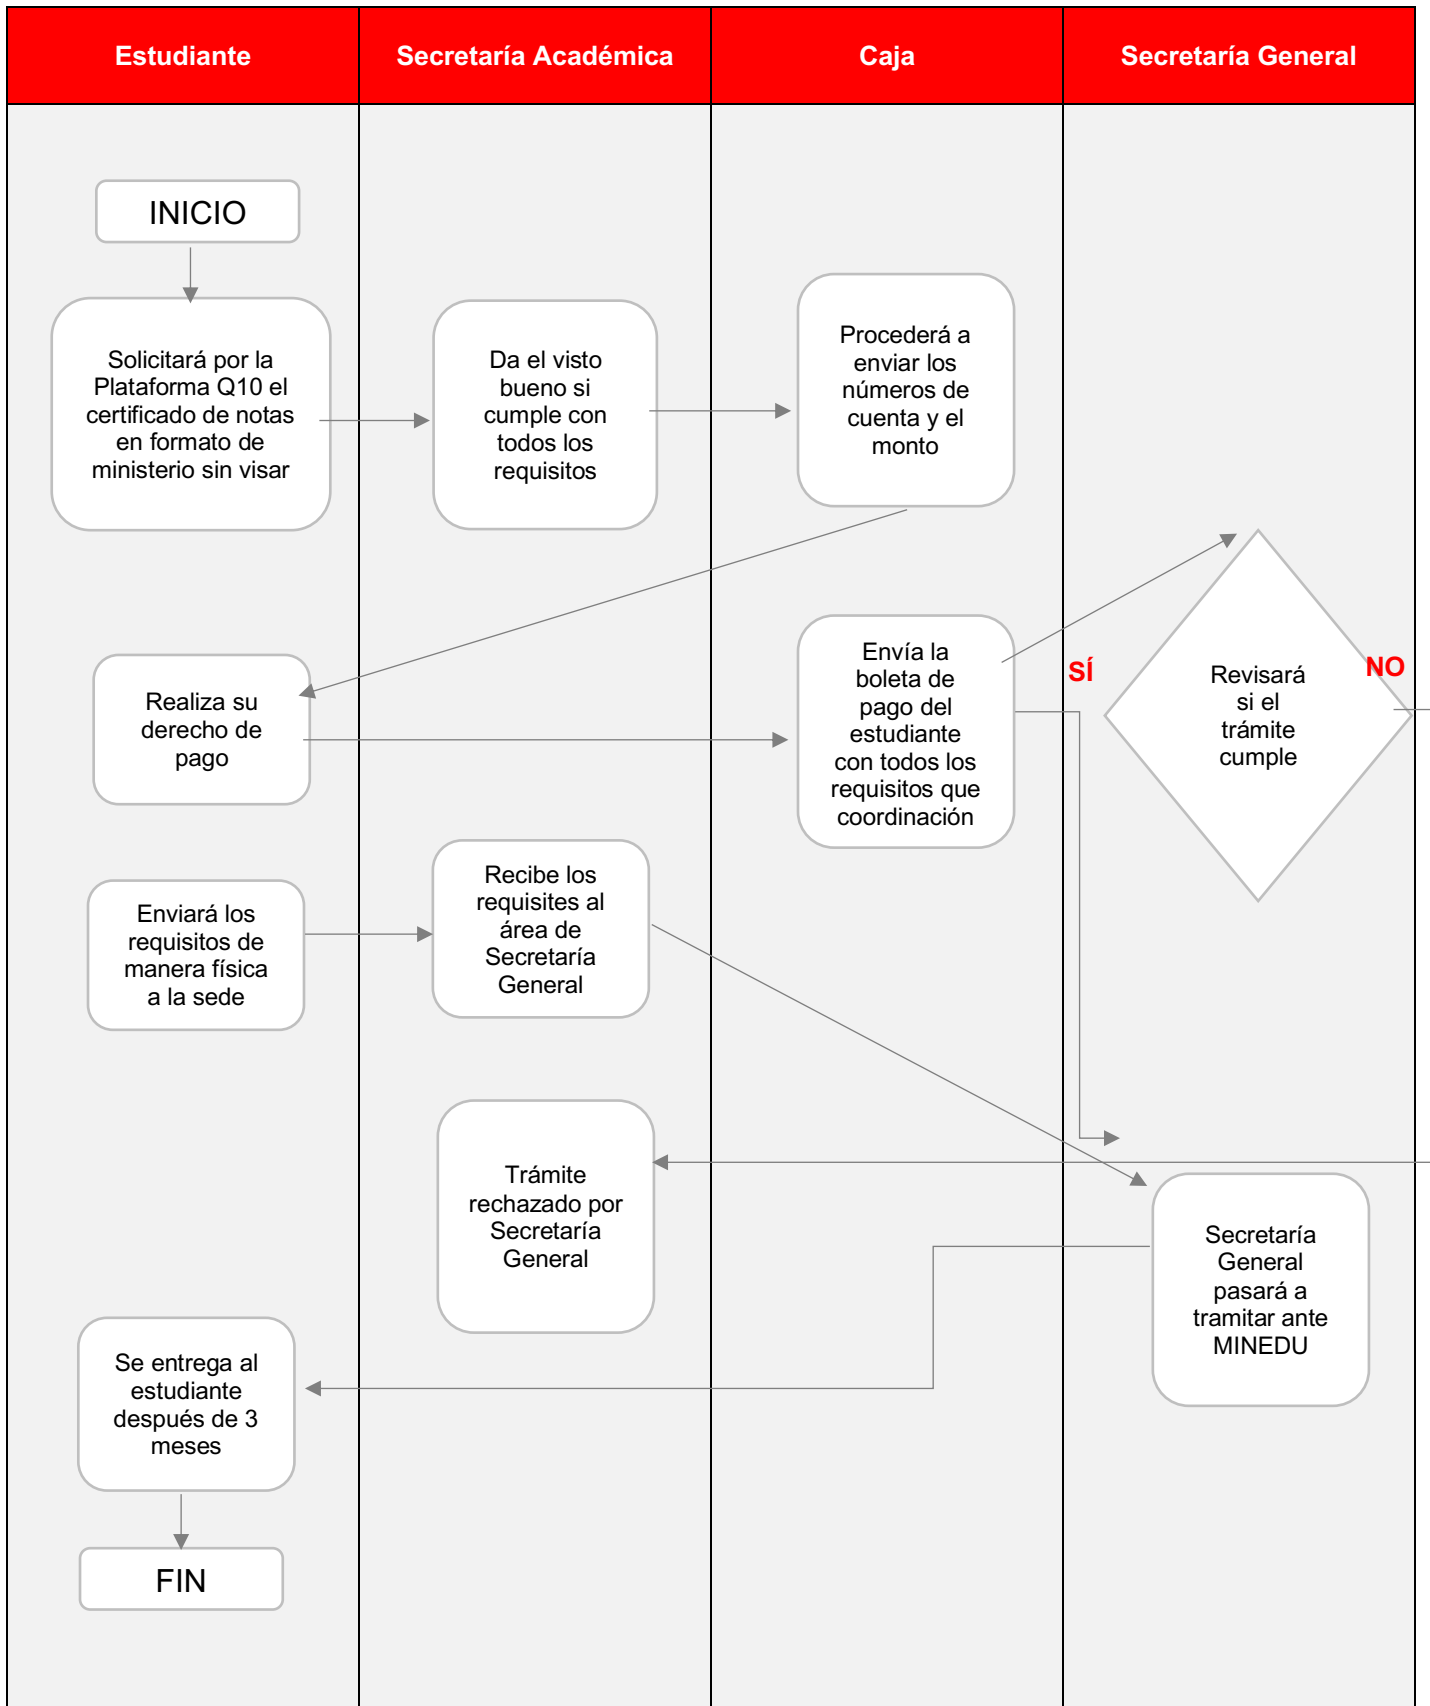 Estudiante
Secretaría Académica
Caja
Secretaría General
INICIO
Solicitará por la
Plataforma Q10 el
certificado de notas
en formato de
ministerio sin visar
Da el visto
bueno si
cumple con
todos los
requisitos
Procederá a
enviar los
números de
cuenta y el
monto
Realiza su
derecho de
pago
Envía la
boleta de
pago del
estudiante
con todos los
requisitos que
coordinación
SÍ
Revisará
si el
trámite
cumple
NO
Enviará los
requisitos de
manera física
a la sede
Recibe los
requisites al
área de
Secretaría
General
Trámite
rechazado por
Secretaría
General
Secretaría
General
pasará a
tramitar ante
MINEDU
Se entrega al
estudiante
después de 3
meses
FIN